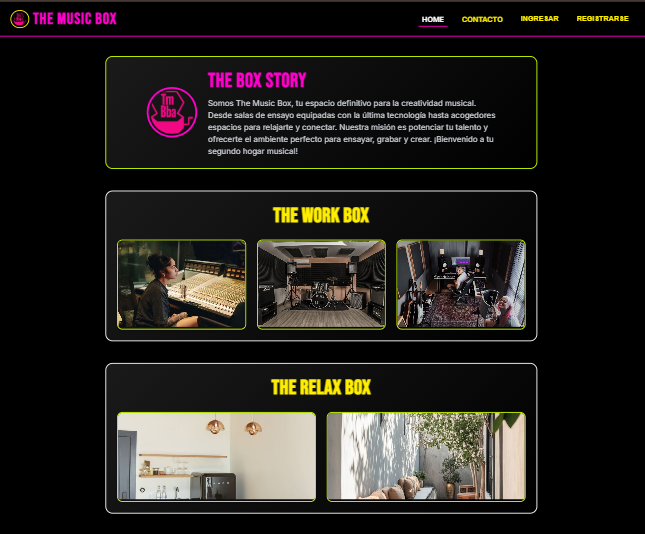 THE MUSIC BOX
HOME
CONTACTO
INGRESAR
REGISTRARSE
THE BOX STORY
Tm
Bba
Somos The Music Box, tu espacio definitivo para la creatividad musical.
Desde salas de ensayo equipadas con la última tecnología hasta acogedores
espacios para relajarte y conectar. Nuestra misión es potenciar tu talento y
ofrecerte el ambiente perfecto para ensayar, grabar y crear. ¡Bienvenido a tu
segundo hogar musical!
THE WORK BOX
THE RELAX BOX